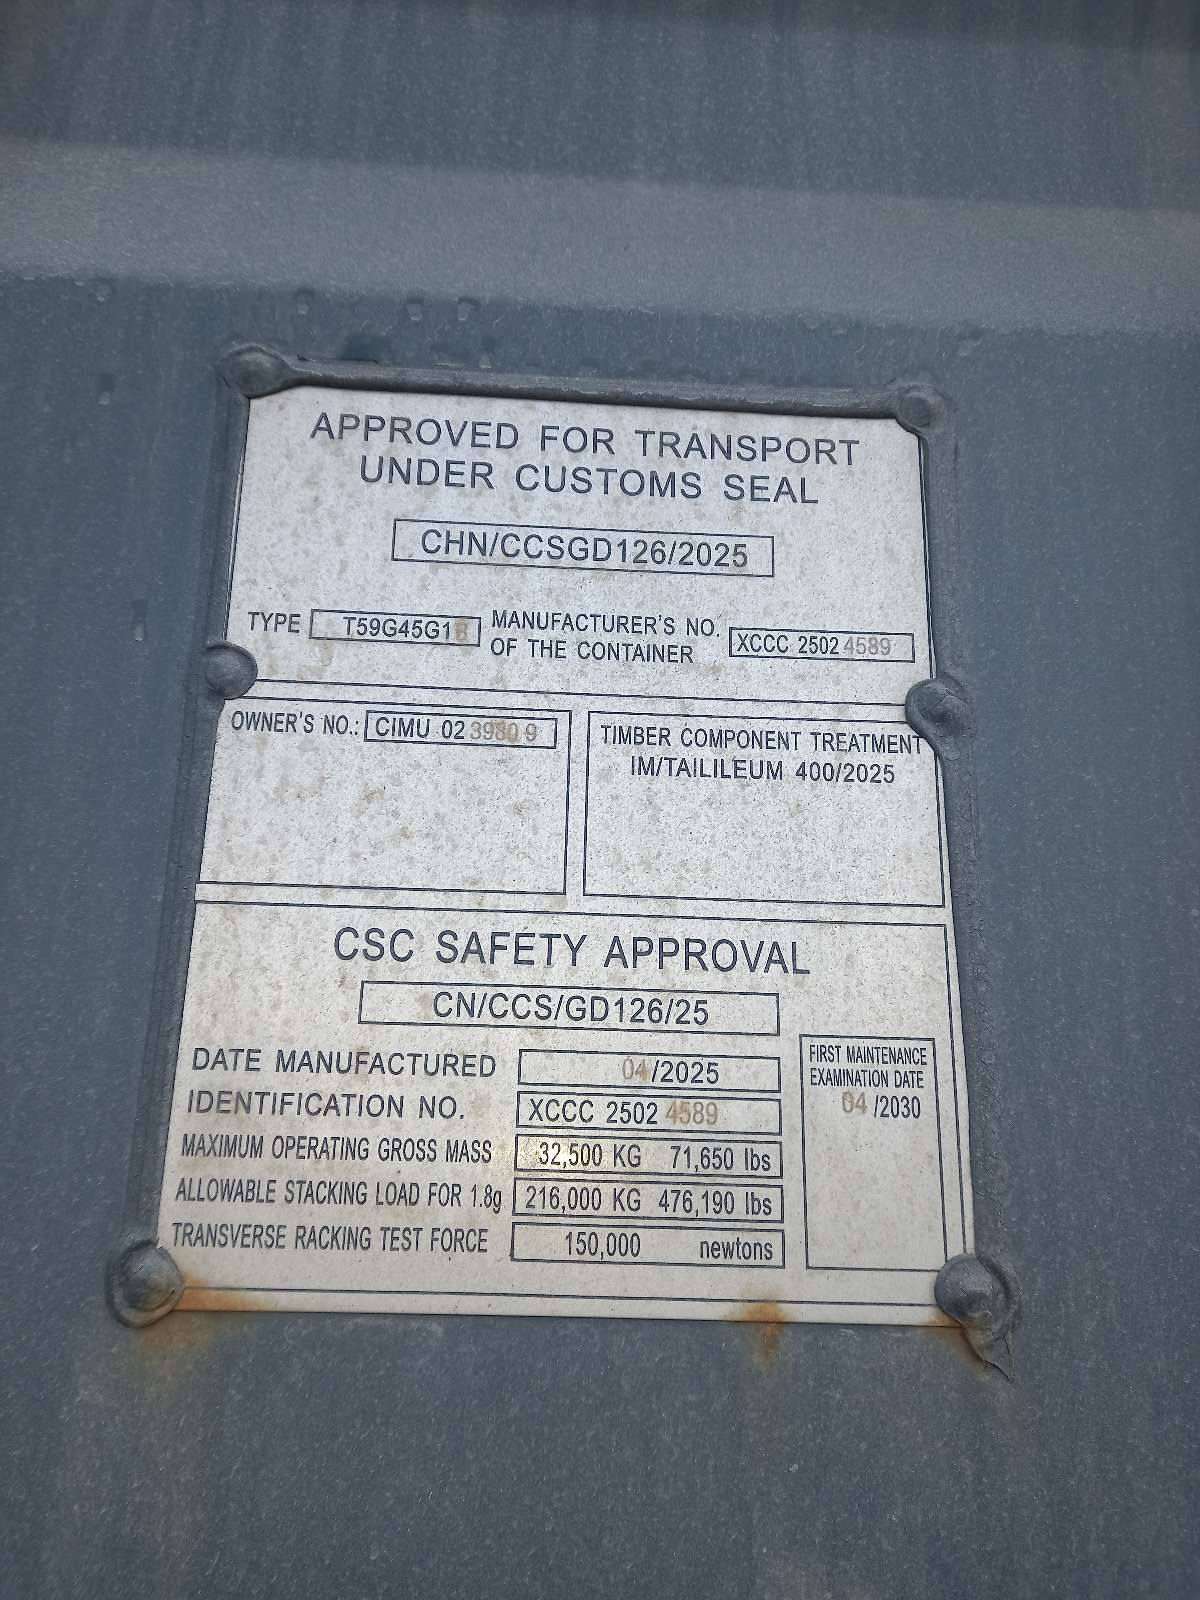 APPROVED FOR TRANSPORT
UNDER CUSTOMS SEAL
CHN/CCSGD126/2025
TYPE T59G45G1B MANUFACTURER'S NO. OF THE CONTAINER XCCC 25024589
OWNER'S NO.: CIMU 02 3980 9
TIMBER COMPONENT TREATMENT
IM/TAILILEUM 400/2025
CSC SAFETY APPROVAL
CN/CCS/GD126/25
DATE MANUFACTURED 04/2025
IDENTIFICATION NO. XCCC 2502 4589
MAXIMUM OPERATING GROSS MASS 32,500 KG 71,650 lbs
ALLOWABLE STACKING LOAD FOR 1.8g 216,000 KG 476,190 lbs
TRANSVERSE RACKING TEST FORCE 150,000 newtons
FIRST MAINTENANCE
EXAMINATION DATE
04 /2030